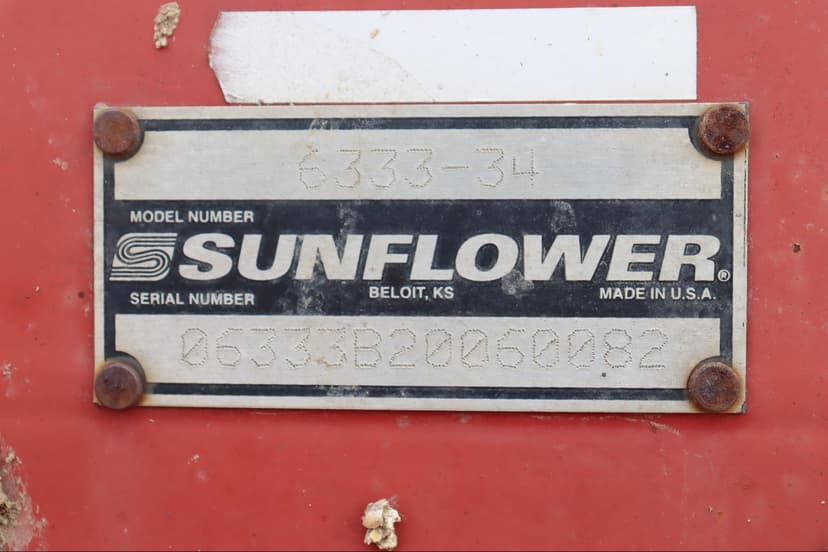 6333-34
MODEL NUMBER
SUNFLOWER®
SERIAL NUMBER BELOIT, KS MADE IN U.S.A.
06333B20060082